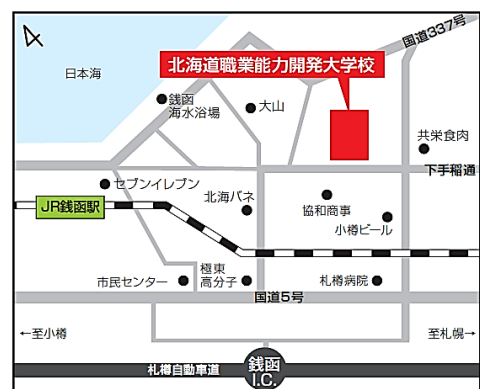 国道337号
日本海
北海道職業能力開発大学校
銭函
海水浴場
大山
共栄食肉
下手稲通
セブンイレブン
JR銭函駅
北海バネ
協和商事
小樽ビール
市民センター
極東
高分子
札樽病院
国道5号
←至小樽
至札幌→
札樽自動車道
銭函
I.C.